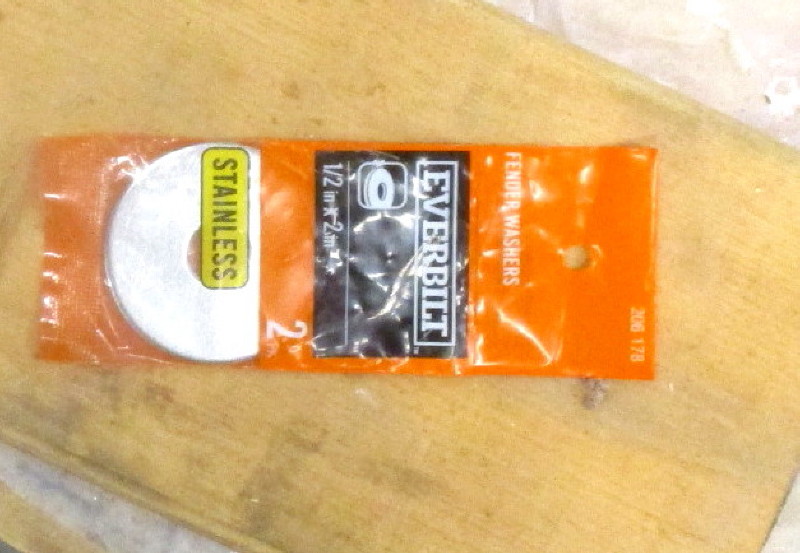 206 178
FENDER WASHERS
EVERBILT
1/2 in x 2 in
2
STAINLESS